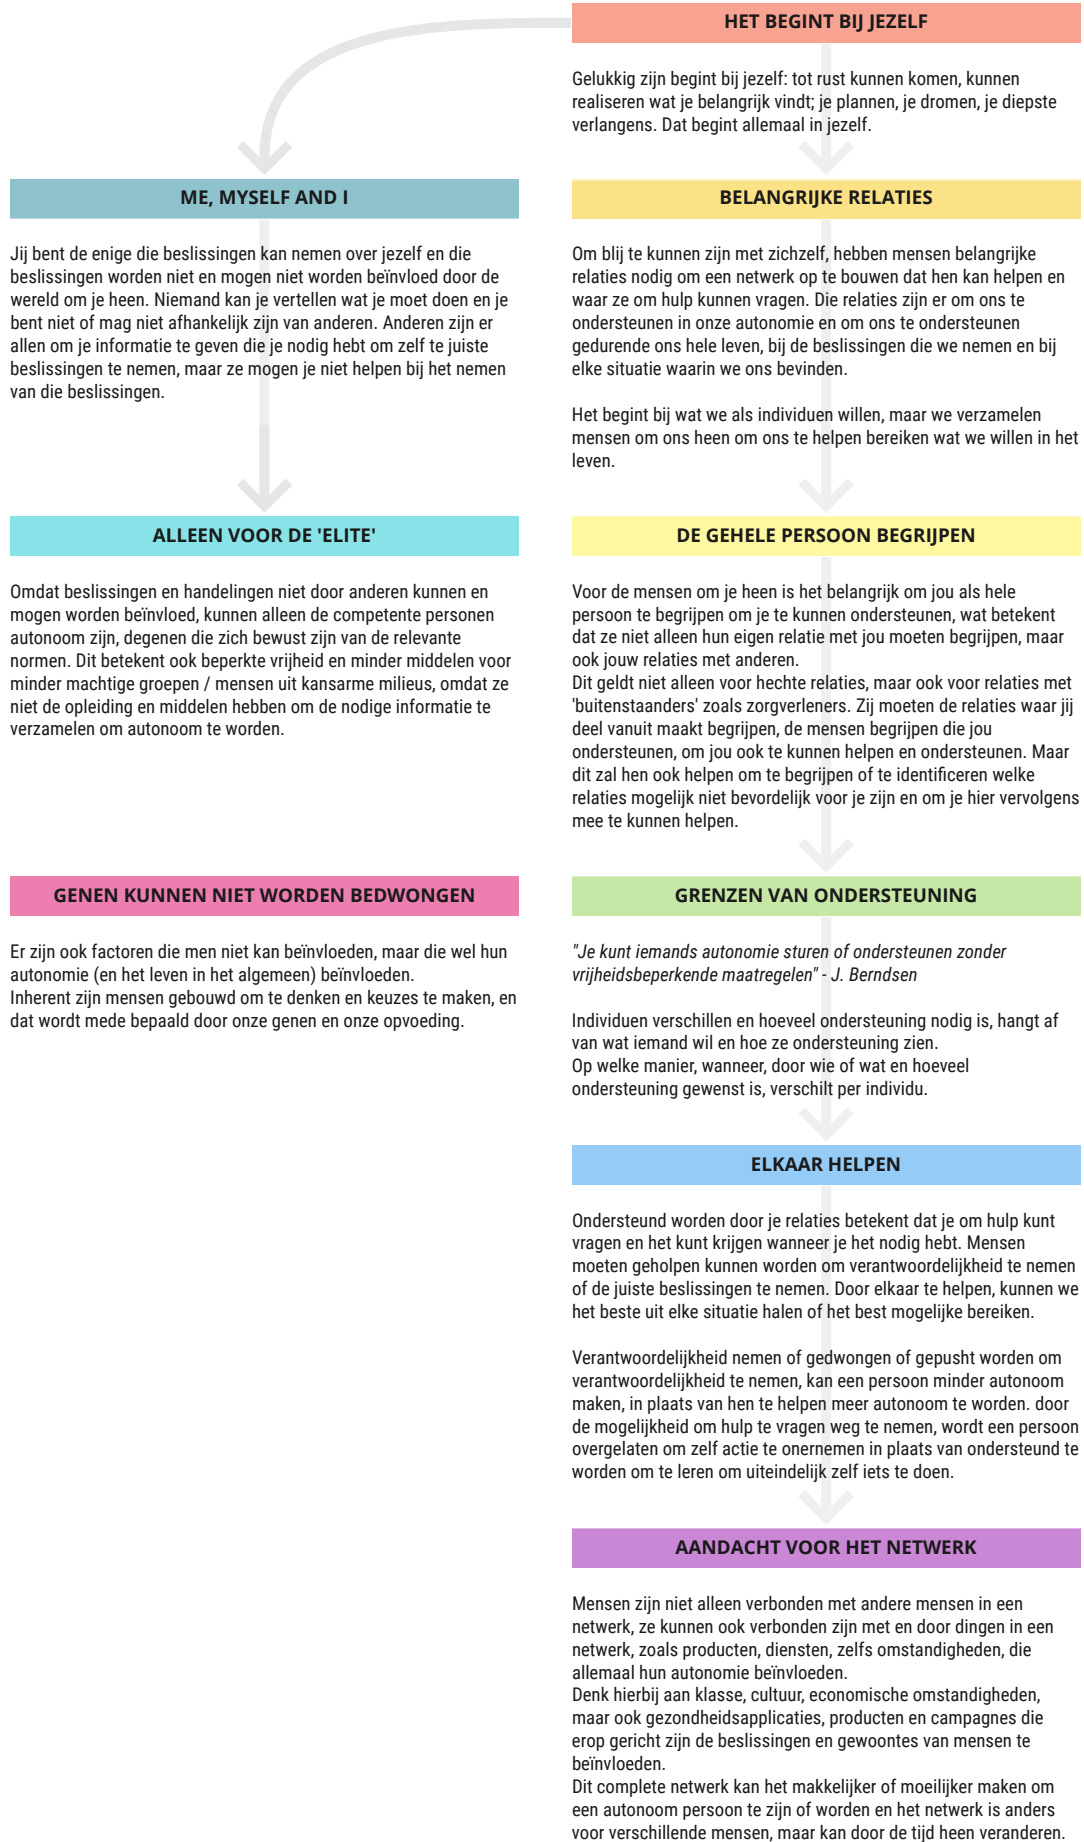 HET BEGINT BIJ JEZELF
Gelukkig zijn begint bij jezelf: tot rust kunnen komen, kunnen
realiseren wat je belangrijk vindt; je plannen, je dromen, je diepste
verlangens. Dat begint allemaal in jezelf.
ME, MYSELF AND I
Jij bent de enige die beslissingen kan nemen over jezelf en die
beslissingen worden niet en mogen niet worden beïnvloed door de
wereld om je heen. Niemand kan je vertellen wat je moet doen en je
bent niet of mag niet afhankelijk zijn van anderen. Anderen zijn er
allen om je informatie te geven die je nodig hebt om zelf te juiste
beslissingen te nemen, maar ze mogen je niet helpen bij het nemen
van die beslissingen.
BELANGRIJKE RELATIES
Om blij te kunnen zijn met zichzelf, hebben mensen belangrijke
relaties nodig om een netwerk op te bouwen dat hen kan helpen en
waar ze om hulp kunnen vragen. Die relaties zijn er om ons te
ondersteunen in onze autonomie en om ons te ondersteunen
gedurende ons hele leven, bij de beslissingen die we nemen en bij
elke situatie waarin we ons bevinden.
Het begint bij wat we als individuen willen, maar we verzamelen
mensen om ons heen om ons te helpen bereiken wat we willen in het
leven.
ALLEEN VOOR DE 'ELITE'
Omdat beslissingen en handelingen niet door anderen kunnen en
mogen worden beïnvloed, kunnen alleen de competente personen
autonoom zijn, degenen die zich bewust zijn van de relevante
normen. Dit betekent ook beperkte vrijheid en minder middelen voor
minder machtige groepen / mensen uit kansarme milieus, omdat ze
niet de opleiding en middelen hebben om de nodige informatie te
verzamelen om autonoom te worden.
DE GEHELE PERSOON BEGRIJPEN
Voor de mensen om je heen is het belangrijk om jou als hele
persoon te begrijpen om je te kunnen ondersteunen, wat betekent
dat ze niet alleen hun eigen relatie met jou moeten begrijpen, maar
ook jouw relaties met anderen.
Dit geldt niet alleen voor hechte relaties, maar ook voor relaties met
'buitenstaanders' zoals zorgverleners. Zij moeten de relaties waar jij
deel vanuit maakt begrijpen, de mensen begrijpen die jou
ondersteunen, om jou ook te kunnen helpen en ondersteunen. Maar
dit zal hen ook helpen om te begrijpen of te identificeren welke
relaties mogelijk niet bevordelijk voor je zijn en om je hier vervolgens
mee te kunnen helpen.
GENEN KUNNEN NIET WORDEN BEDWONGEN
Er zijn ook factoren die men niet kan beïnvloeden, maar die wel hun
autonomie (en het leven in het algemeen) beïnvloeden.
Inherent zijn mensen gebouwd om te denken en keuzes te maken, en
dat wordt mede bepaald door onze genen en onze opvoeding.
GRENZEN VAN ONDERSTEUNING
"Je kunt iemands autonomie sturen of ondersteunen zonder
vrijheidsbeperkende maatregelen" - J. Berndsen
Individuen verschillen en hoeveel ondersteuning nodig is, hangt af
van wat iemand wil en hoe ze ondersteuning zien.
Op welke manier, wanneer, door wie of wat en hoeveel
ondersteuning gewenst is, verschilt per individu.
ELKAAR HELPEN
Ondersteund worden door je relaties betekent dat je om hulp kunt
vragen en het kunt krijgen wanneer je het nodig hebt. Mensen
moeten geholpen kunnen worden om verantwoordelijkheid te nemen
of de juiste beslissingen te nemen. Door elkaar te helpen, kunnen we
het beste uit elke situatie halen of het best mogelijke bereiken.
Verantwoordelijkheid nemen of gedwongen of gepusht worden om
verantwoordelijkheid te nemen, kan een persoon minder autonoom
maken, in plaats van hen te helpen meer autonoom te worden. door
de mogelijkheid om hulp te vragen weg te nemen, wordt een persoon
overgelaten om zelf actie te onernemen in plaats van ondersteund te
worden om te leren om uiteindelijk zelf iets te doen.
AANDACHT VOOR HET NETWERK
Mensen zijn niet alleen verbonden met andere mensen in een
netwerk, ze kunnen ook verbonden zijn met en door dingen in een
netwerk, zoals producten, diensten, zelfs omstandigheden, die
allemaal hun autonomie beïnvloeden.
Denk hierbij aan klasse, cultuur, economische omstandigheden,
maar ook gezondheidsapplicaties, producten en campagnes die
erop gericht zijn de beslissingen en gewoontes van mensen te
beïnvloeden.
Dit complete netwerk kan het makkelijker of moeilijker maken om
een autonoom persoon te zijn of worden en het netwerk is anders
voor verschillende mensen, maar kan door de tijd heen veranderen.